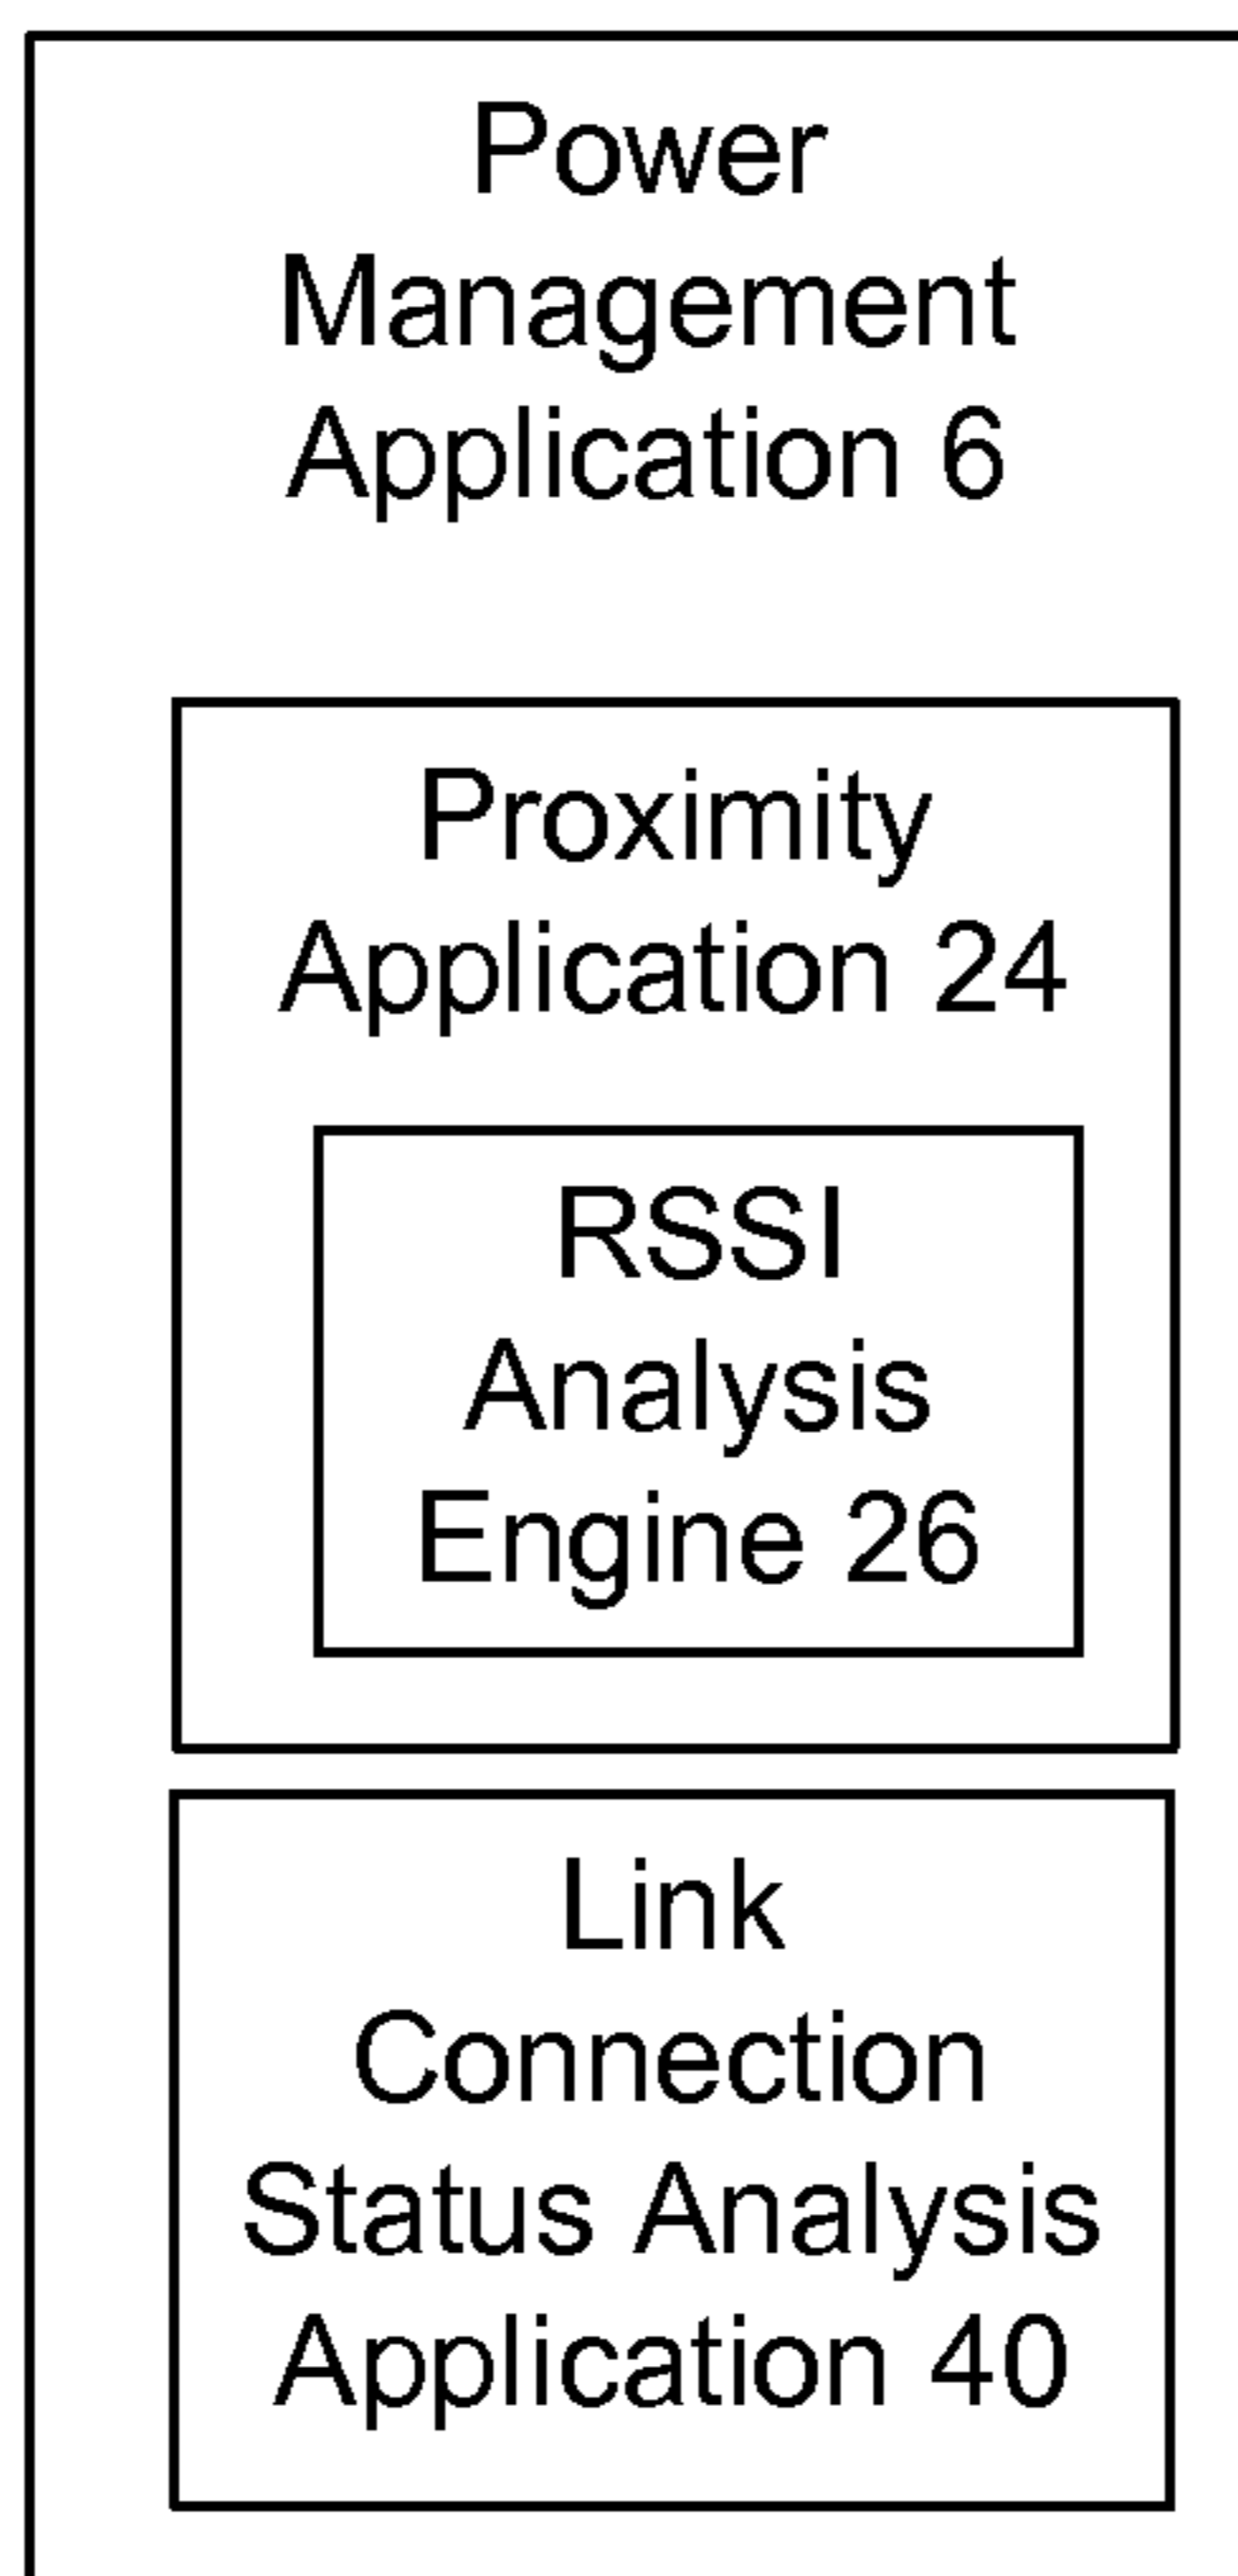 Power
Management
Application 6
Proximity
Application 24
RSSI
Analysis
Engine 26
Link
Connection
Status Analysis
Application 40